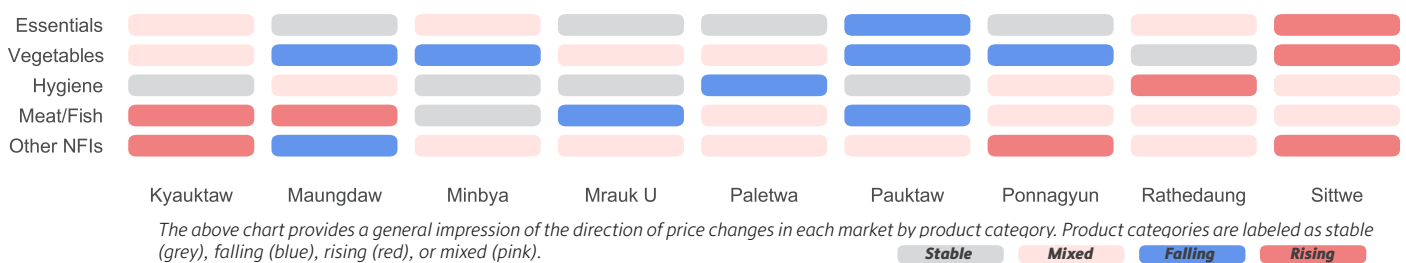 Essentials
Vegetables
Hygiene
Meat/Fish
Other NFIs
Kyauktaw Maungdaw Minbya Mrauk U Paletwa Pauktaw Ponnagyun Rathedaung Sittwe
The above chart provides a general impression of the direction of price changes in each market by product category. Product categories are labeled as stable
(grey), falling (blue), rising (red), or mixed (pink).
Stable Mixed Falling Rising